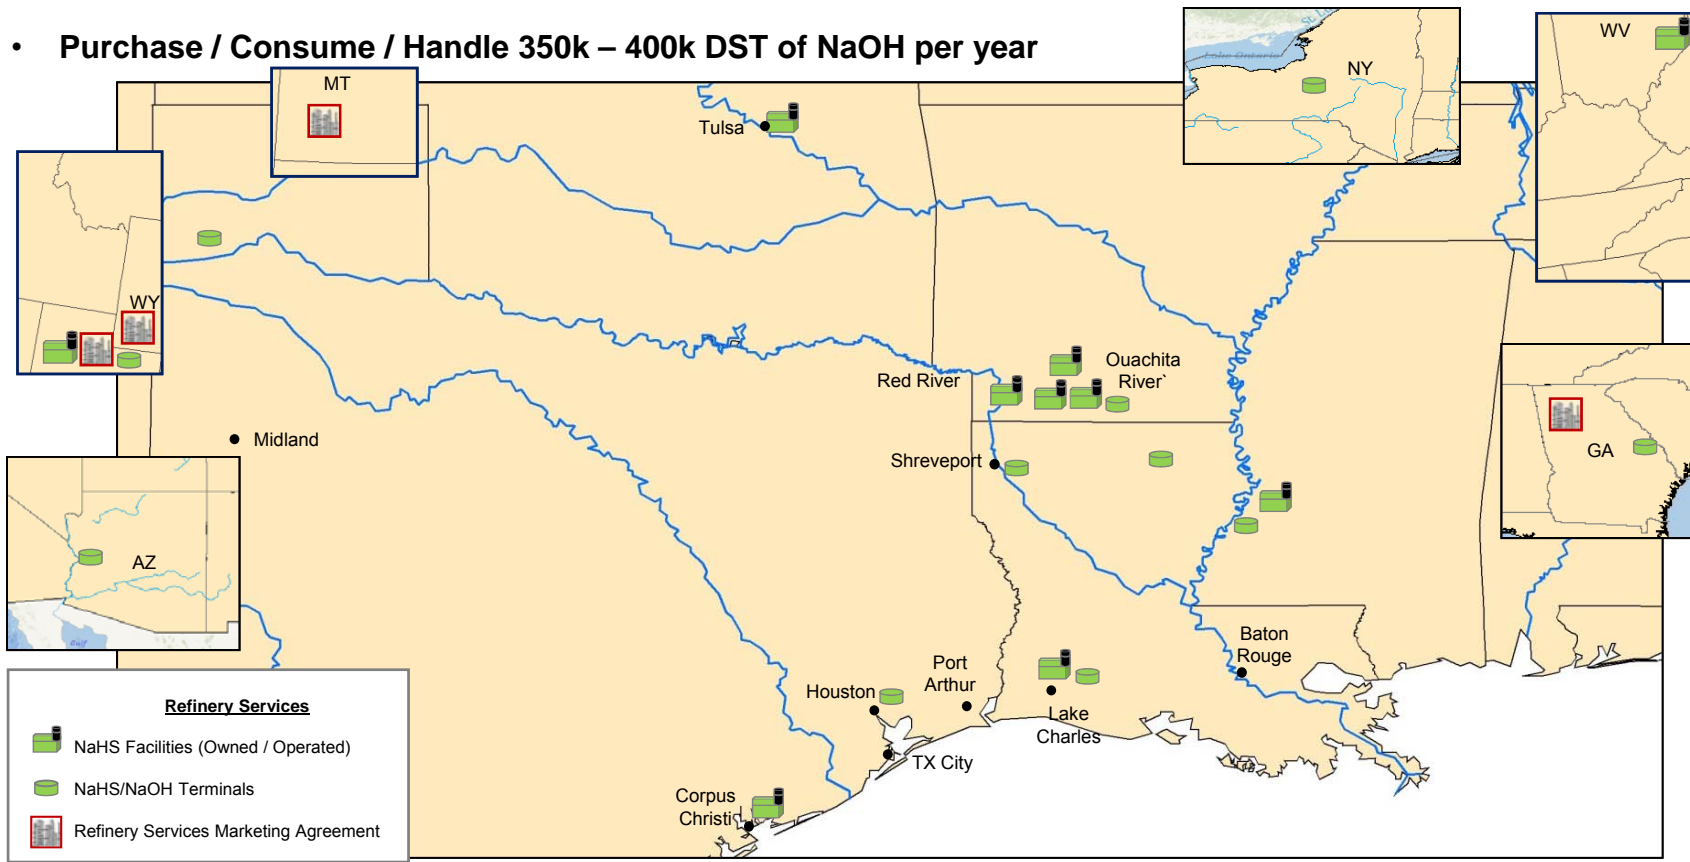 • Purchase / Consume / Handle 350k – 400k DST of NaOH per year
MT
NY
WV
Lake Ontario
Tulsa
WY
Red River
Ouachita
River`
Midland
Shreveport
GA
AZ
Baton
Rouge
Port
Arthur
Houston
Lake
Charles
TX City
Corpus
Christi
Refinery Services
NaHS Facilities (Owned / Operated)
NaHS/NaOH Terminals
Refinery Services Marketing Agreement